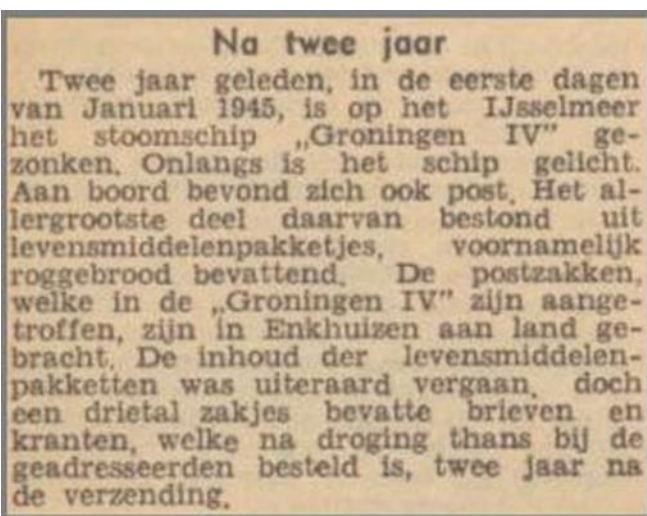 Na twee jaar
Twee jaar geleden, in de eerste dagen
van Januari 1945, is op het IJsselmeer
het stoomschip „Groningen IV” ge-
zonken. Onlangs is het schip gelicht.
Aan boord bevond zich ook post. Het al-
lergrootste deel daarvan bestond uit
levensmiddelenpakketjes, voornamelijk
roggebrood bevattend. De postzakken,
welke in de „Groningen IV” zijn aange-
troffen, zijn in Enkhuizen aan land ge-
bracht. De inhoud der levensmiddelen-
pakketten was uiteraard vergaan, doch
een drietal zakjes bevatte brieven en
kranten, welke na droging thans bij de
geadresseerden besteld is, twee jaar na
de verzending.